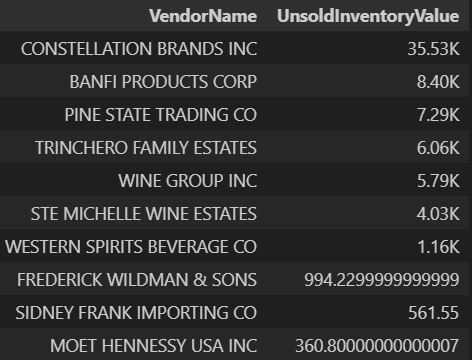 VendorName UnsoldInventoryValue
CONSTELLATION BRANDS INC 35.53K
BANFI PRODUCTS CORP 8.40K
PINE STATE TRADING CO 7.29K
TRINCHERO FAMILY ESTATES 6.06K
WINE GROUP INC 5.79K
STE MICHELLE WINE ESTATES 4.03K
WESTERN SPIRITS BEVERAGE CO 1.16K
FREDERICK WILDMAN & SONS 994.2299999999999
SIDNEY FRANK IMPORTING CO 561.55
MOET HENNESSY USA INC 360.80000000000007